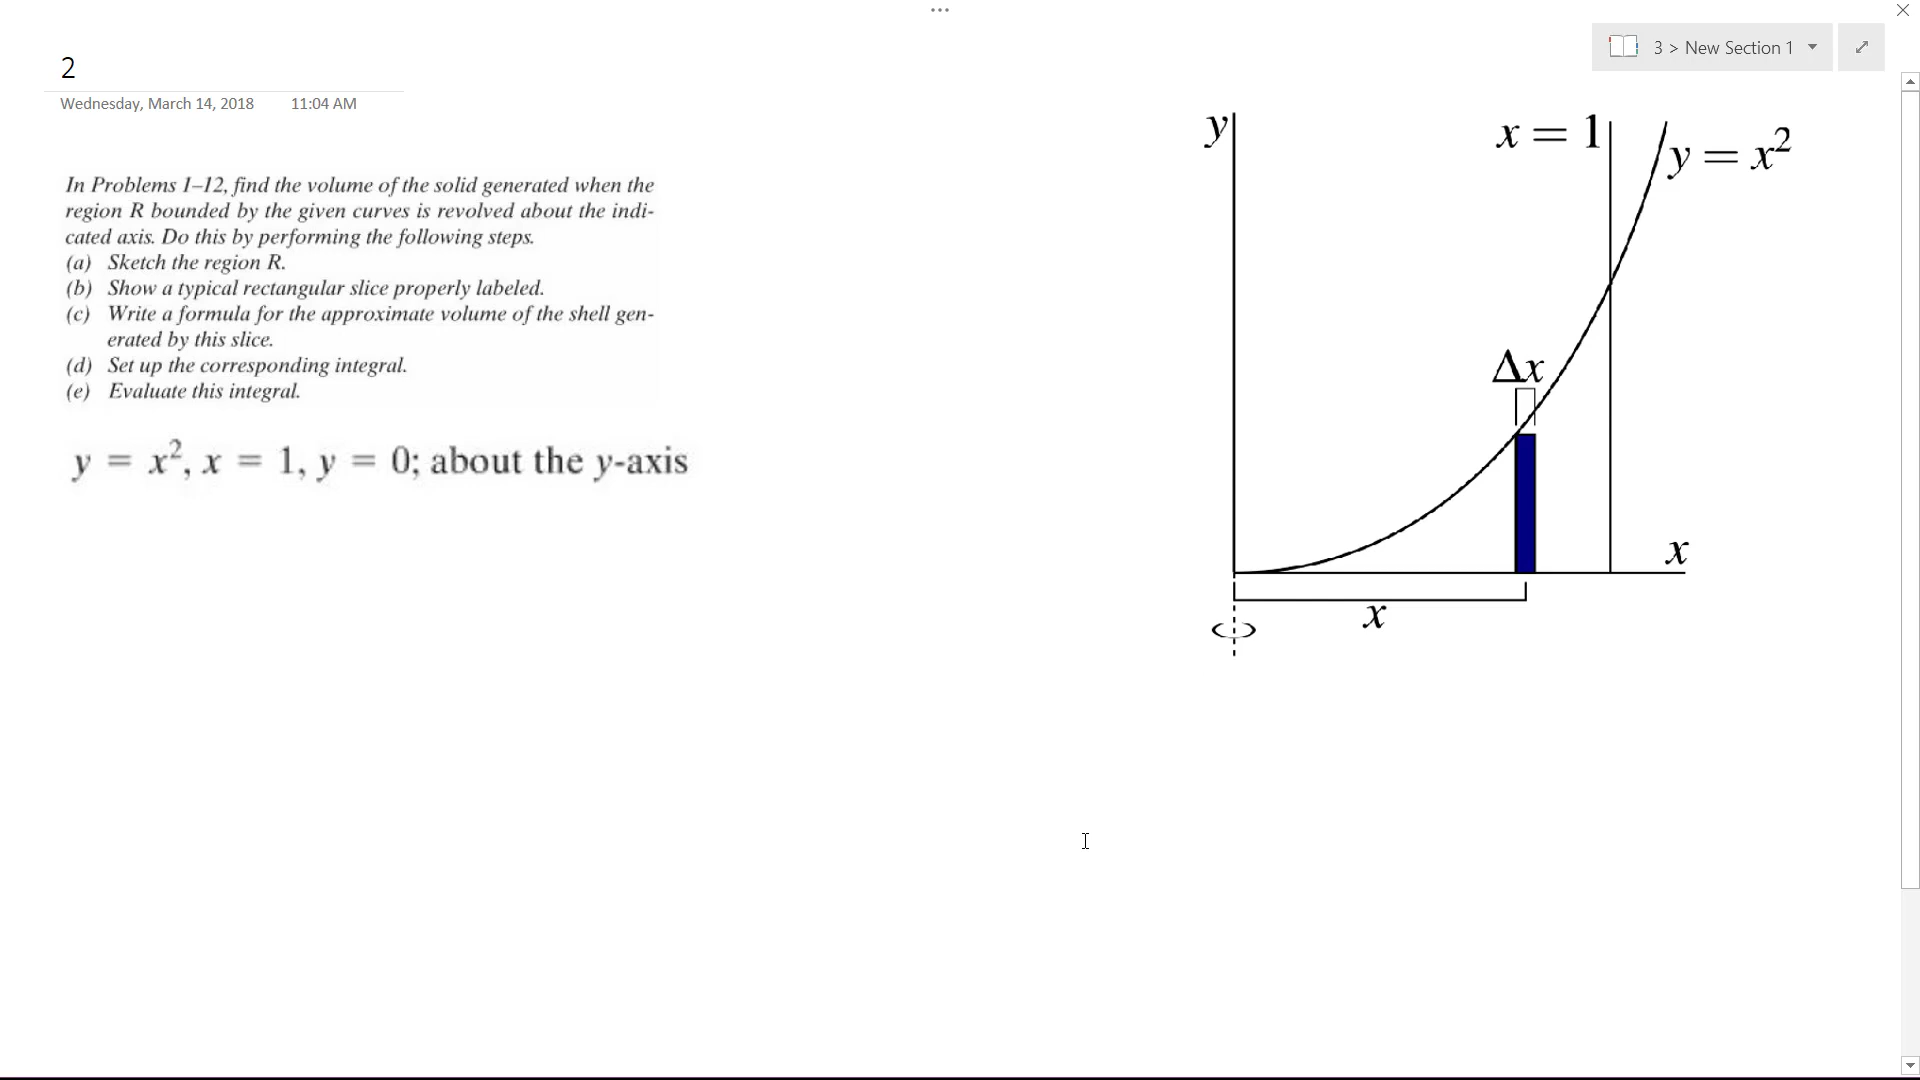 ...
3 > New Section 1
2
Wednesday, March 14, 2018 11:04 AM
In Problems 1–12, find the volume of the solid generated when the
region R bounded by the given curves is revolved about the indi-
cated axis. Do this by performing the following steps.
(a) Sketch the region R.
(b) Show a typical rectangular slice properly labeled.
(c) Write a formula for the approximate volume of the shell gen-
erated by this slice.
(d) Set up the corresponding integral.
(e) Evaluate this integral.
y = x², x = 1, y = 0; about the y-axis
y
x = 1
y = x²
Δx
x
x